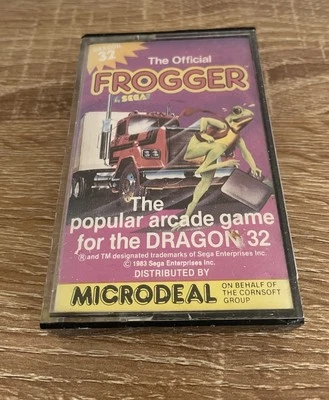 32
The Official
FROGGER
by SEGA®
The
popular arcade game
for the DRAGON 32
® and TM designated trademarks of Sega Enterprises Inc.
© 1983 Sega Enterprises Inc.
DISTRIBUTED BY
MICRODEAL
ON BEHALF OF
THE CORNSOFT
GROUP